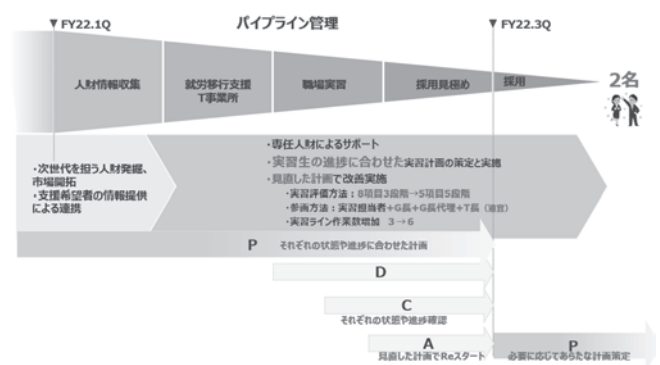 ▼ FY22.1Q
パイプライン管理
▼ FY22.3Q
人財情報収集
就労移行支援
T事業所
職場実習
採用見極め
採用
2名
・次世代を担う人財発掘、
市場開拓
・支援希望者の情報提供
による連携
・専任人財によるサポート
・実習生の進捗に合わせた実習計画の策定と実施
・見直した計画で改善実施
・実習評価方法：8項目3段階→5項目5段階
・参画方法：実習担当者+G長+G長代理+T長（直営）
・実習ライン作業数増加　3→6
P　それぞれの状態や進捗に合わせた計画
D
C
それぞれの状態や進捗確認
A
見直した計画でReスタート
P
必要に応じてあらたな計画策定